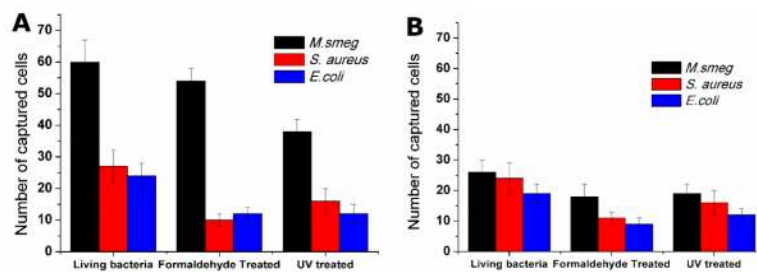 A
Number of captured cells
70
60
50
40
30
20
10
0
M.smeg
S. aureus
E.coli
Living bacteria Formaldehyde Treated UV treated
B
Number of captured cells
70
60
50
40
30
20
10
0
M.smeg
S. aureus
E.coli
Living bacteria Formaldehyde Treated UV treated